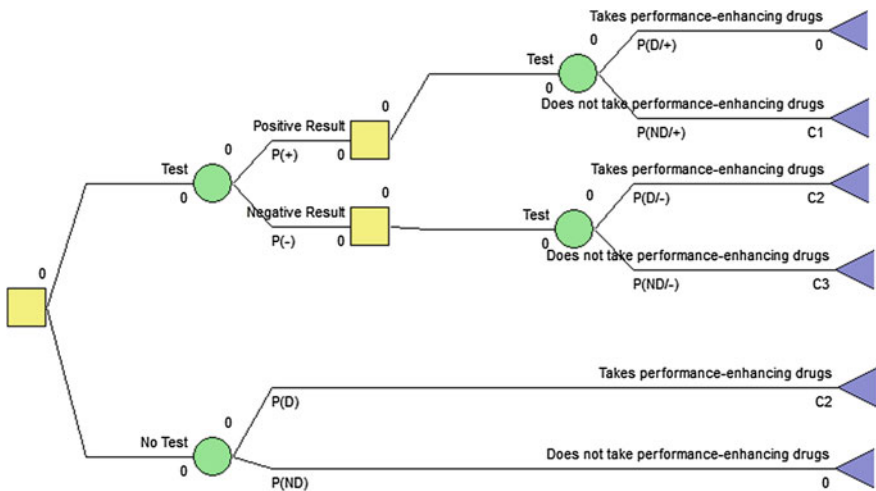 Takes performance-enhancing drugs
0
P(D/+)
0
Test
0
Does not take performance-enhancing drugs
P(ND/+)
C1
0
Positive Result
P(+)
0
0
Test
0
Takes performance-enhancing drugs
P(D/-)
C2
0
Negative Result
P(-)
0
0
Test
0
Does not take performance-enhancing drugs
P(ND/-)
C3
0
Takes performance-enhancing drugs
P(D)
C2
0
No Test
0
Does not take performance-enhancing drugs
P(ND)
0